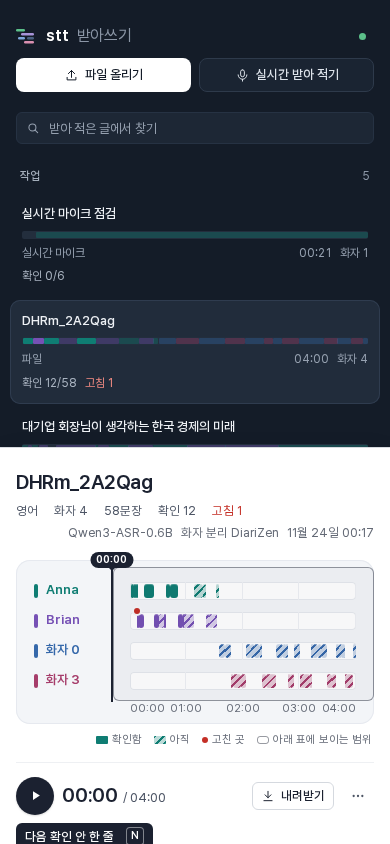 stt 받아쓰기
파일 올리기
실시간 받아 적기
받아 적은 글에서 찾기
작업 5
실시간 마이크 점검
실시간 마이크 00:21 화자 1
확인 0/6
DHRm_2A2Qag
파일 04:00 화자 4
확인 12/58 고침 1
대기업 회장님이 생각하는 한국 경제의 미래
DHRm_2A2Qag
영어 화자 4 58문장 확인 12 고침 1
Qwen3-ASR-0.6B 화자 분리 DiariZen 11월 24일 00:17
00:00
Anna
Brian
화자 0
화자 3
00:00 01:00 02:00 03:00 04:00
확인함 아직 고친 곳 아래 표에 보이는 범위
00:00 / 04:00 내려받기
다음 확인 안 한 줄 N